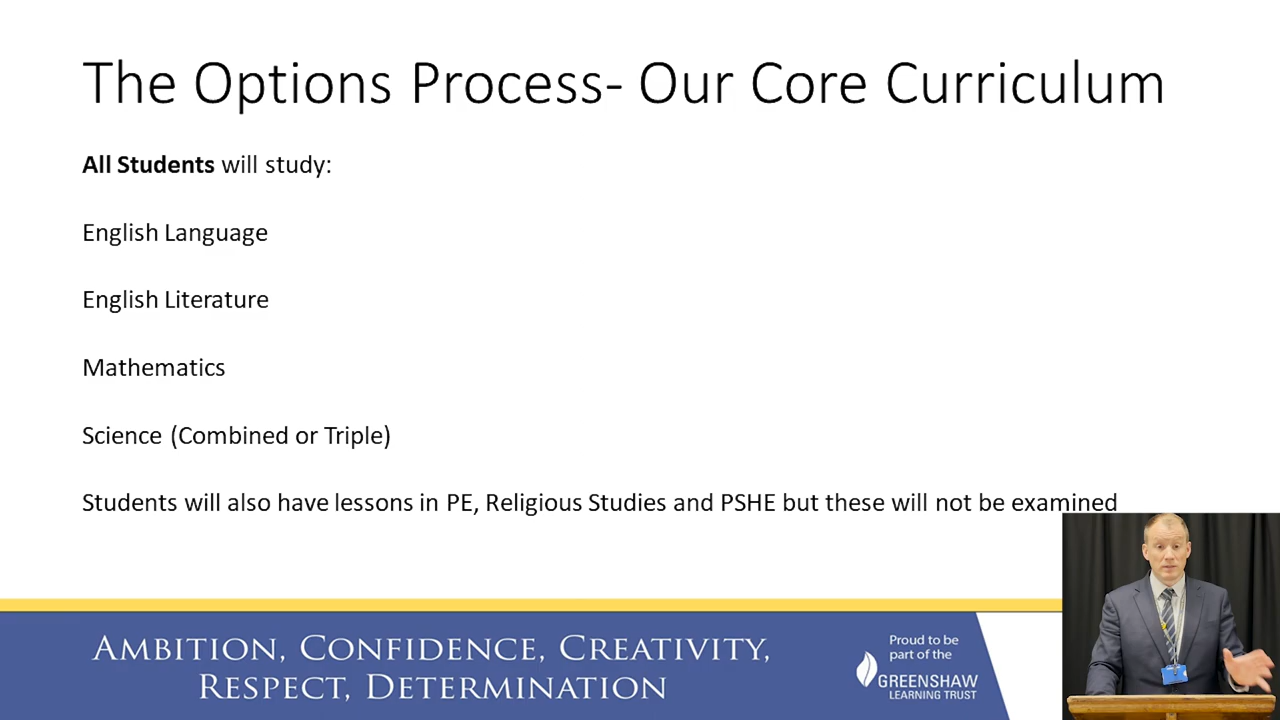 The Options Process- Our Core Curriculum
All Students will study:
English Language
English Literature
Mathematics
Science (Combined or Triple)
Students will also have lessons in PE, Religious Studies and PSHE but these will not be examined
AMBITION, CONFIDENCE, CREATIVITY,
RESPECT, DETERMINATION
Proud to be
part of the
GREENSHAW
LEARNING TRUST